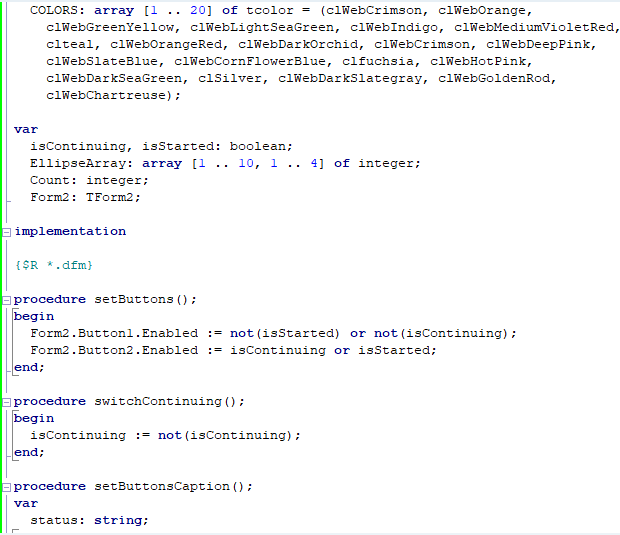 COLORS: array [1 .. 20] of tcolor = (clWebCrimson, clWebOrange,
clWebGreenYellow, clWebLightSeaGreen, clWebIndigo, clWebMediumVioletRed,
clteal, clWebOrangeRed, clWebDarkOrchid, clWebCrimson, clWebDeepPink,
clWebSlateBlue, clWebCornFlowerBlue, clfuchsia, clWebHotPink,
clWebDarkSeaGreen, clSilver, clWebDarkSlategray, clWebGoldenRod,
clWebChartreuse);
var
isContinuing, isStarted: boolean;
EllipseArray: array [1 .. 10, 1 .. 4] of integer;
Count: integer;
Form2: TForm2;
implementation
{$R *.dfm}
procedure setButtons();
begin
Form2.Button1.Enabled := not(isStarted) or not(isContinuing);
Form2.Button2.Enabled := isContinuing or isStarted;
end;
procedure switchContinuing();
begin
isContinuing := not(isContinuing);
end;
procedure setButtonsCaption();
var
status: string;